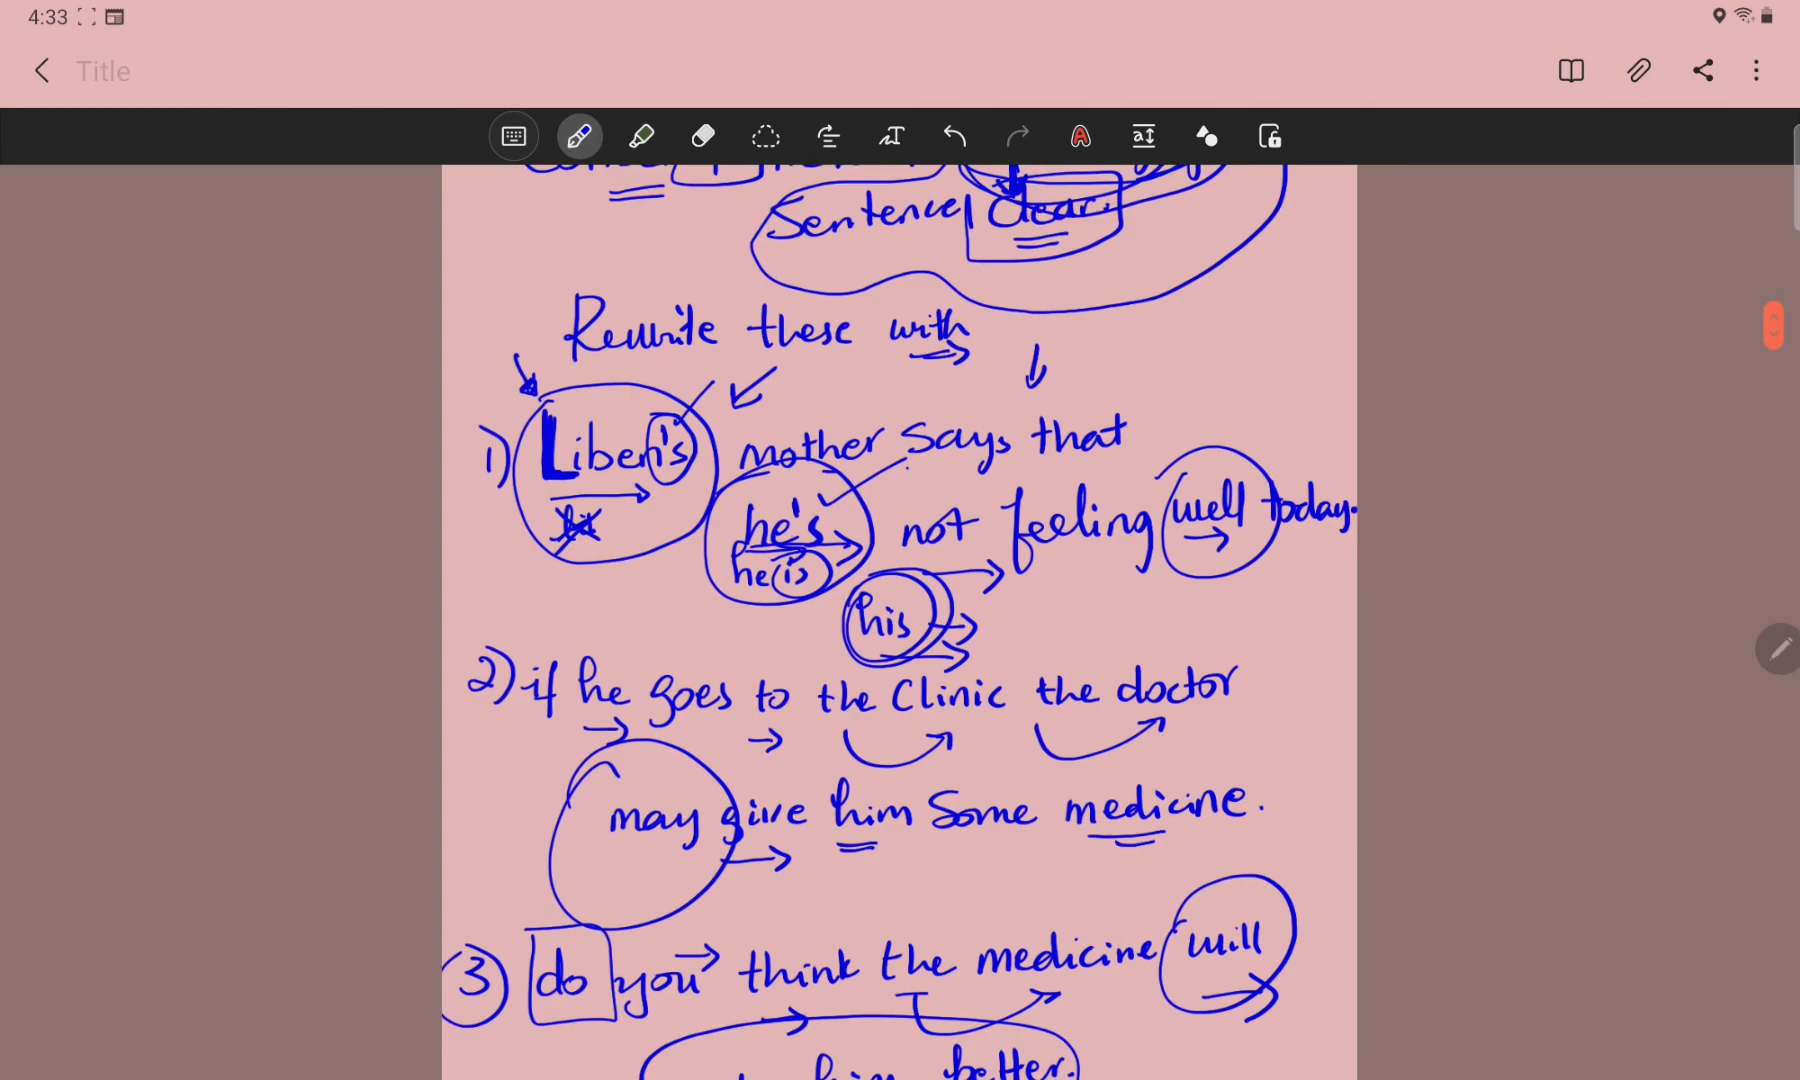 4:33
Title
Sentence clear.
Rewrite these with
1) Liben's mother says that
he's not feeling well today.
he is
his
2) if he goes to the Clinic the doctor
may give him Some medicine.
3 do you think the medicine will
him better.